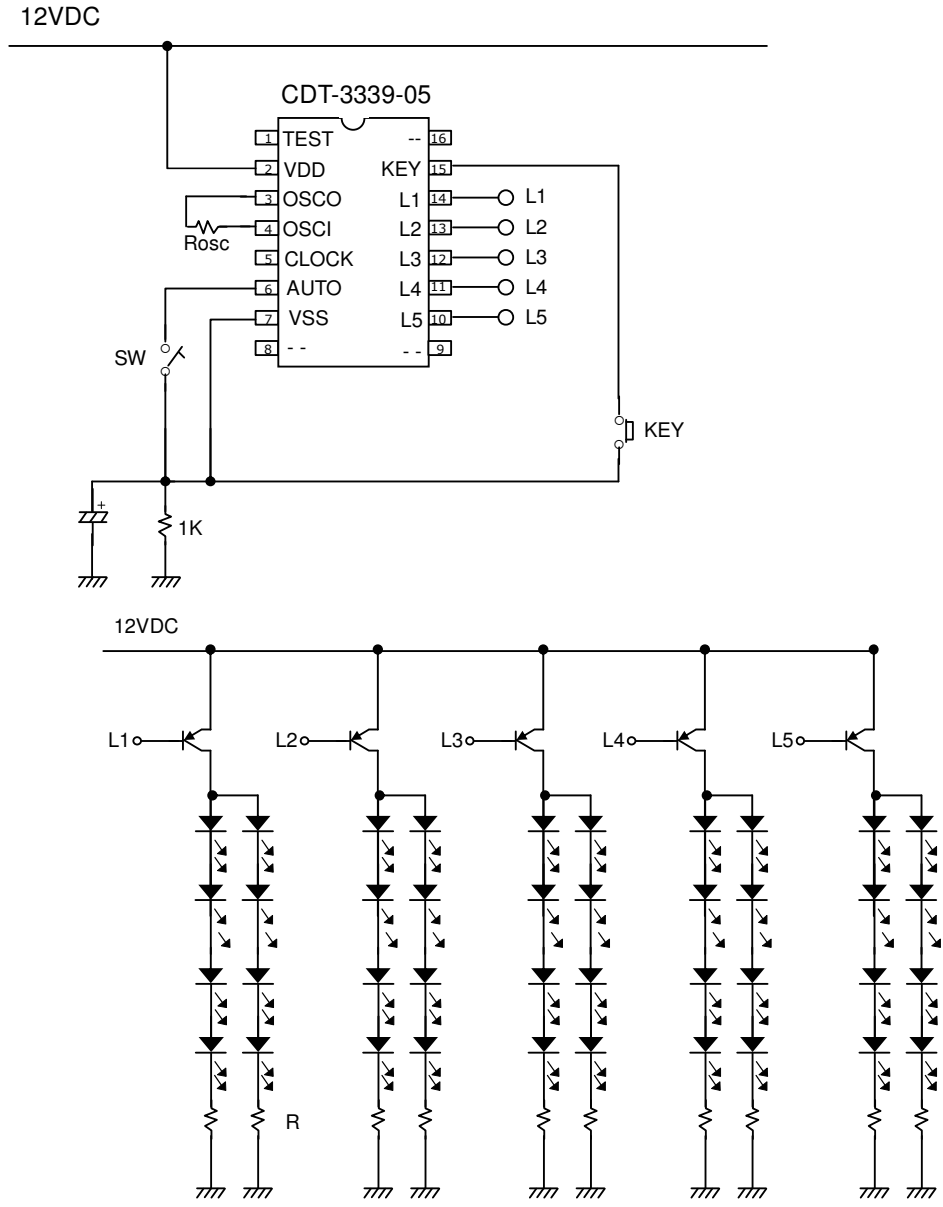 12VDC
CDT-3339-05
1 TEST
2 VDD
3 OSCO
4 OSCI
Rosc
5 CLOCK
6 AUTO
7 VSS
8 - -
-- 16
KEY 15
L1 14 L1
L2 13 L2
L3 12 L3
L4 11 L4
L5 10 L5
- - 9
SW
KEY
+
1K
12VDC
L1 L2 L3 L4 L5
R